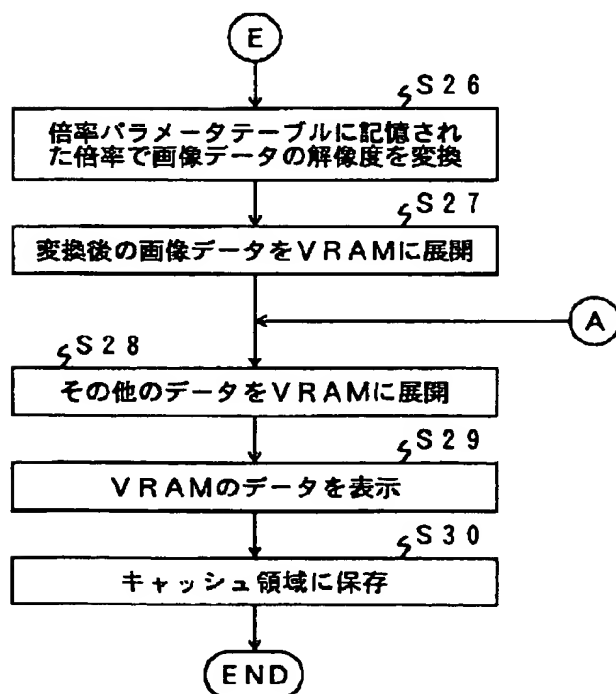 E
S26
倍率パラメータテーブルに記憶され
た倍率で画像データの解像度を変換
S27
変換後の画像データをVRAMに展開
A
S28
その他のデータをVRAMに展開
S29
VRAMのデータを表示
S30
キャッシュ領域に保存
END